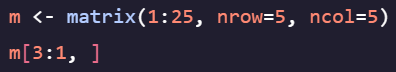 m <- matrix(1:25, nrow=5, ncol=5)
m[3:1, ]